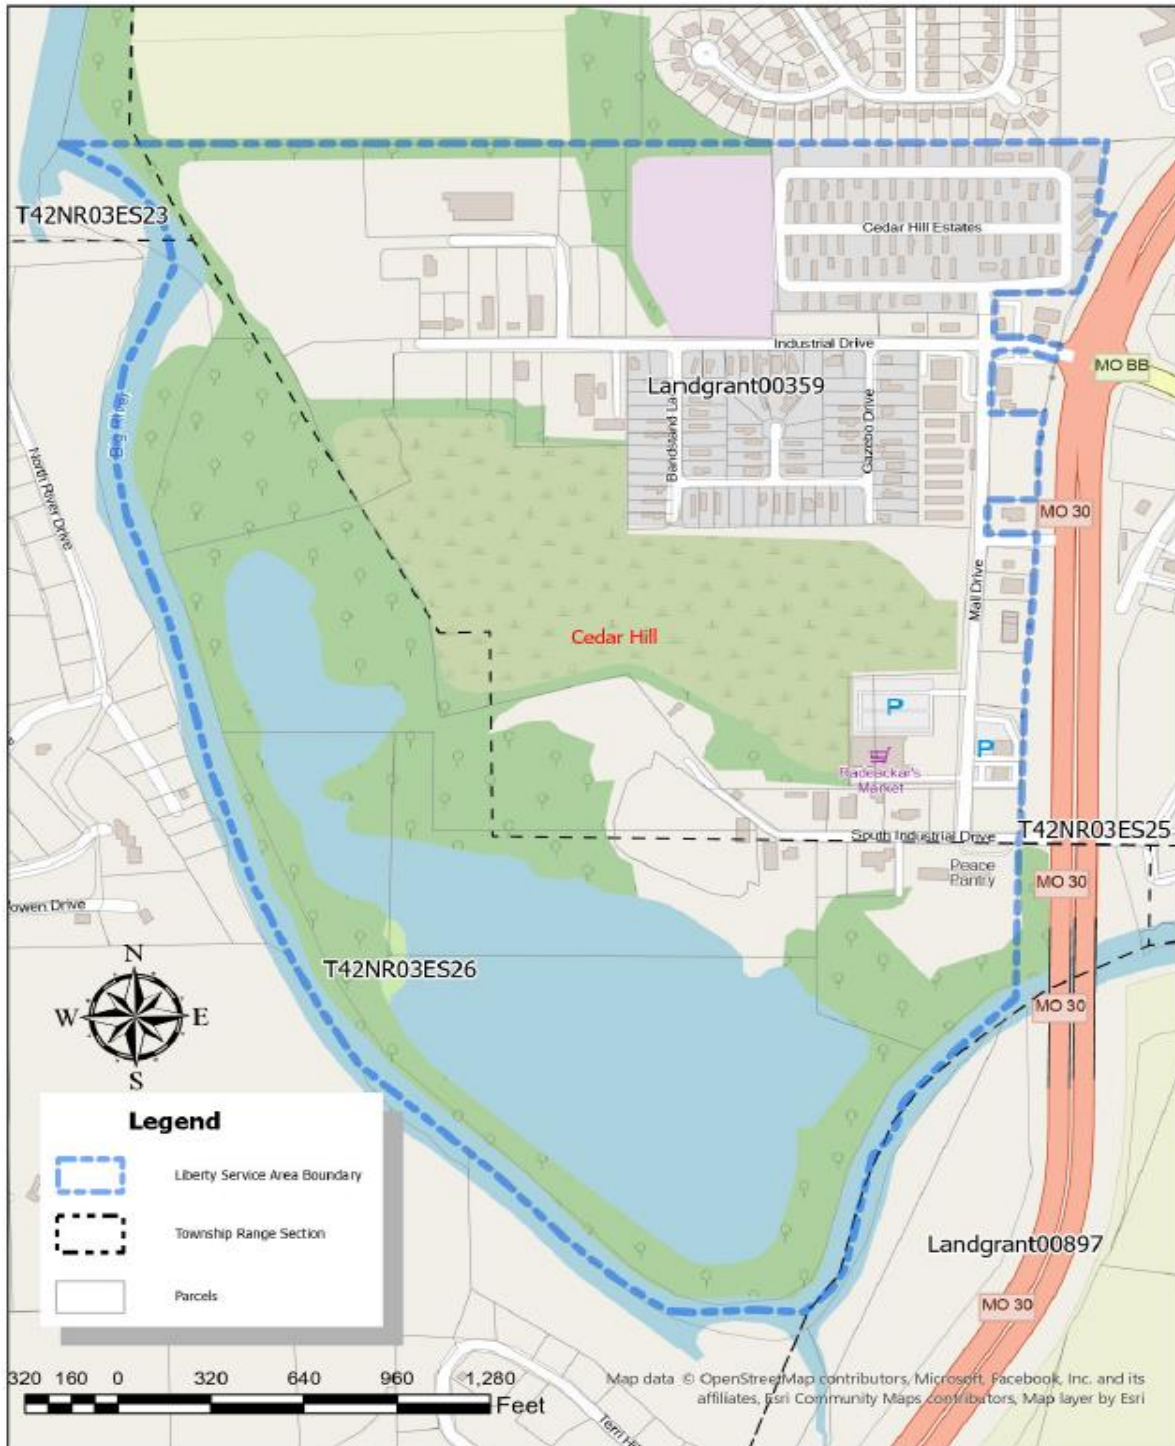 T42NR03ES23
Cedar Hill Estates
Industrial Drive
MO BB
Landgrant00359
Big River
Bandstand La
Gazebo Drive
North River Drive
MO 30
Mall Drive
Cedar Hill
P
P
Radeackar's
Market
South Industrial Drive
T42NR03ES25
Peace
Pantry
MO 30
owen Drive
T42NR03ES26
N
W
E
S
MO 30
Legend
Liberty Service Area Boundary
Township Range Section
Parcels
Landgrant00897
MO 30
320 160 0 320 640 960 1,280
Feet
Map data © OpenStreetMap contributors, Microsoft, Facebook, Inc. and its
affiliates, Esri Community Maps contributors, Map layer by Esri